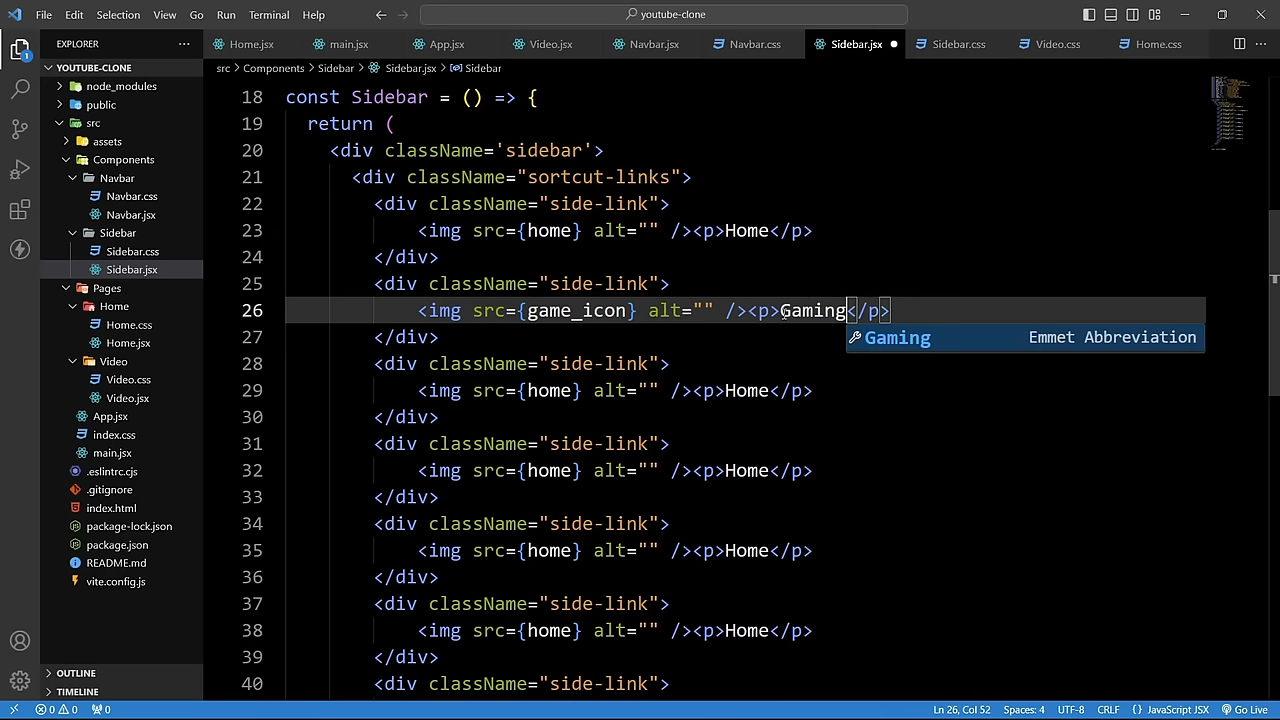 File Edit Selection View Go Run Terminal Help
youtube-clone
EXPLORER
Home.jsx main.jsx App.jsx Video.jsx Navbar.jsx Navbar.css Sidebar.jsx Sidebar.css Video.css Home.css
src > Components > Sidebar > Sidebar.jsx > Sidebar
YOUTUBE-CLONE
node_modules
public
src
assets
Components
Navbar
Navbar.css
Navbar.jsx
Sidebar
Sidebar.css
Sidebar.jsx
Pages
Home
Home.css
Home.jsx
Video
Video.css
Video.jsx
App.jsx
index.css
main.jsx
.eslintrc.cjs
.gitignore
index.html
package-lock.json
package.json
README.md
vite.config.js
OUTLINE
TIMELINE
18 const Sidebar = () => {
19 return (
20 <div className='sidebar'>
21 <div className="sortcut-links">
22 <div className="side-link">
23 <img src={home} alt="" /><p>Home</p>
24 </div>
25 <div className="side-link">
26 <img src={game_icon} alt="" /><p>Gaming</p>
Gaming Emmet Abbreviation
27 </div>
28 <div className="side-link">
29 <img src={home} alt="" /><p>Home</p>
30 </div>
31 <div className="side-link">
32 <img src={home} alt="" /><p>Home</p>
33 </div>
34 <div className="side-link">
35 <img src={home} alt="" /><p>Home</p>
36 </div>
37 <div className="side-link">
38 <img src={home} alt="" /><p>Home</p>
39 </div>
40 <div className="side-link">
0 0 0 Ln 26, Col 52 Spaces: 4 UTF-8 CRLF {} JavaScript JSX Go Live